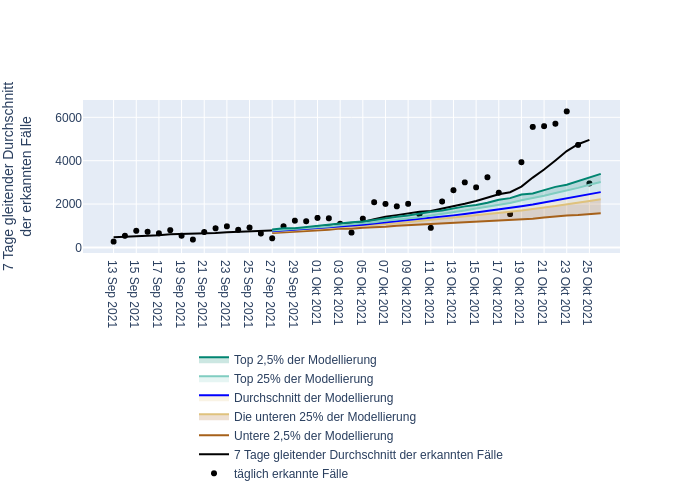 7 Tage gleitender Durchschnitt
der erkannten Fälle
6000
4000
2000
0
13 Sep 2021
15 Sep 2021
17 Sep 2021
19 Sep 2021
21 Sep 2021
23 Sep 2021
25 Sep 2021
27 Sep 2021
29 Sep 2021
01 Okt 2021
03 Okt 2021
05 Okt 2021
07 Okt 2021
09 Okt 2021
11 Okt 2021
13 Okt 2021
15 Okt 2021
17 Okt 2021
19 Okt 2021
21 Okt 2021
23 Okt 2021
25 Okt 2021
Top 2,5% der Modellierung
Top 25% der Modellierung
Durchschnitt der Modellierung
Die unteren 25% der Modellierung
Untere 2,5% der Modellierung
7 Tage gleitender Durchschnitt der erkannten Fälle
täglich erkannte Fälle